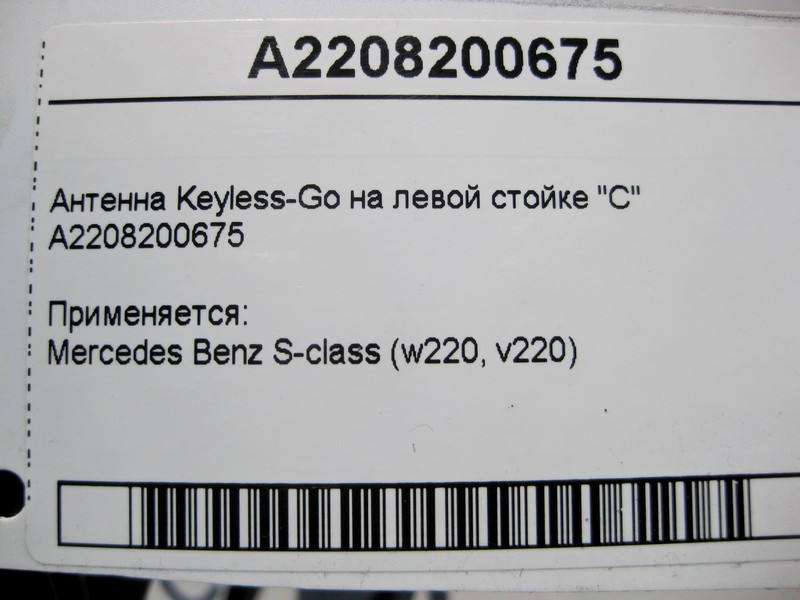 A2208200675
Антенна Keyless-Go на левой стойке "С"
A2208200675
Применяется:
Mercedes Benz S-class (w220, v220)